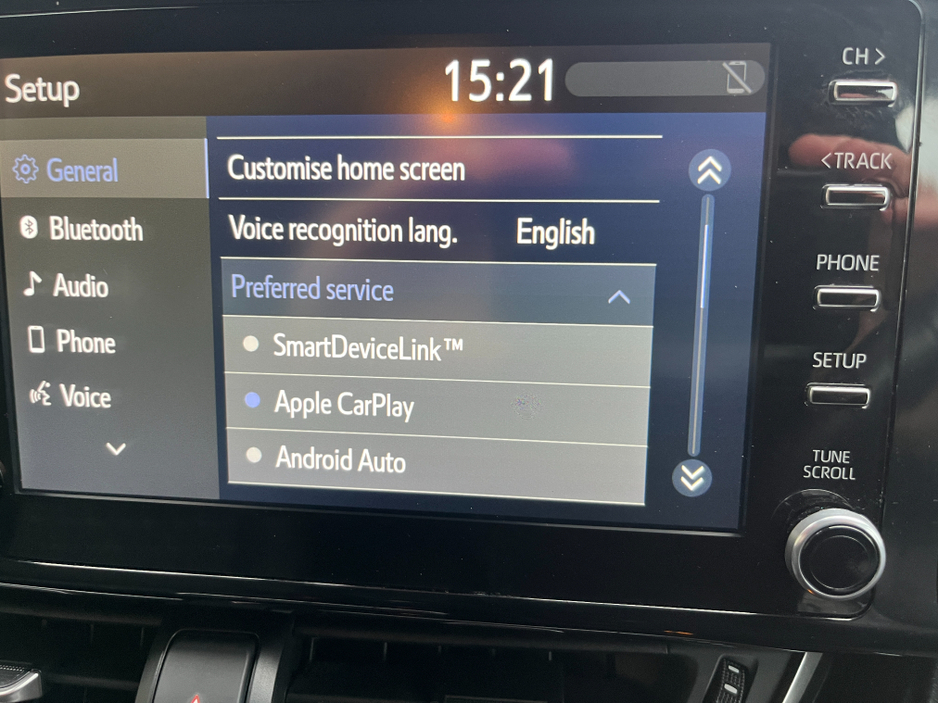 Setup
15:21
General
Bluetooth
Audio
Phone
Voice
Customise home screen
Voice recognition lang. English
Preferred service
SmartDeviceLink™
Apple CarPlay
Android Auto
CH >
< TRACK
PHONE
SETUP
TUNE
SCROLL